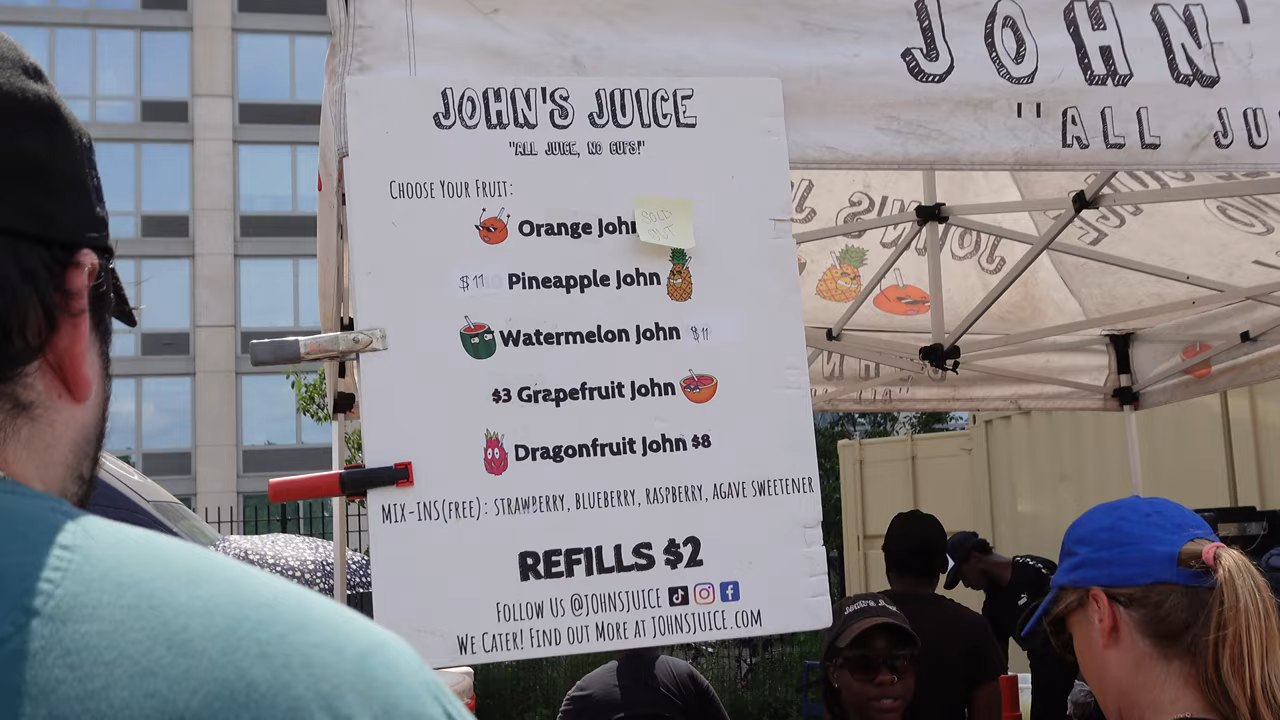 JOHN'S JUICE
"ALL JUICE, NO CUPS!"
CHOOSE YOUR FRUIT:
Orange John
SOLD OUT
$11 Pineapple John
Watermelon John $11
$3 Grapefruit John
Dragonfruit John $8
MIX-INS(FREE): STRAWBERRY, BLUEBERRY, RASPBERRY, AGAVE SWEETENER
REFILLS $2
FOLLOW US @JOHNSJUICE
WE CATER! FIND OUT MORE AT JOHNSJUICE.COM
JOHN'
"ALL JU
JOHN'S